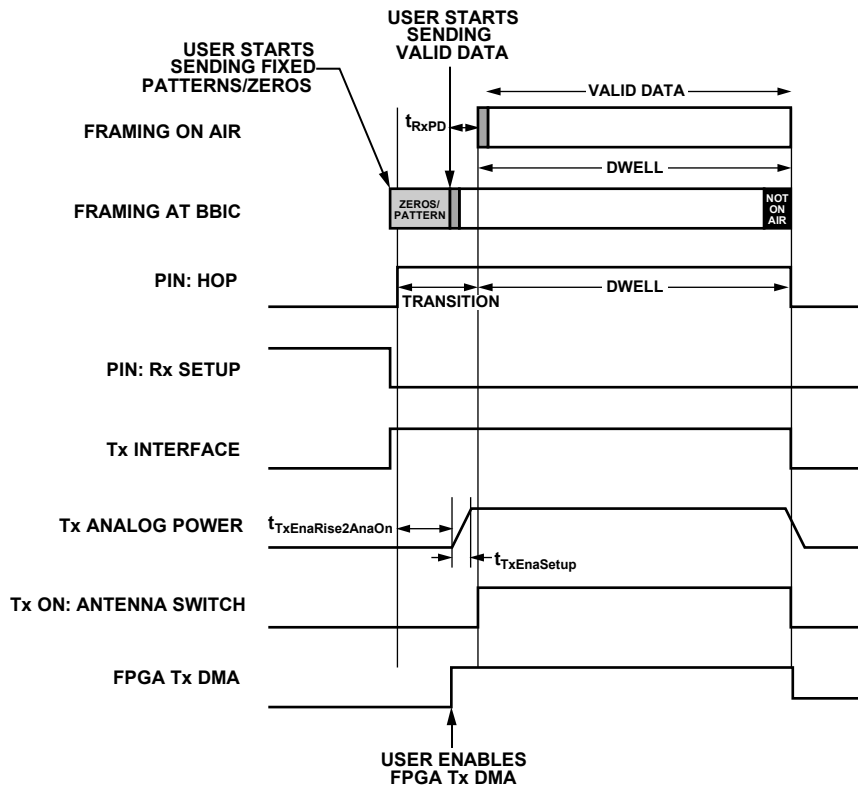 USER STARTS
SENDING
VALID DATA
USER STARTS
SENDING FIXED
PATTERNS/ZEROS
VALID DATA
FRAMING ON AIR
tRxPD
DWELL
FRAMING AT BBIC
ZEROS/
PATTERN
NOT
ON
AIR
PIN: HOP
TRANSITION
DWELL
PIN: Rx SETUP
Tx INTERFACE
Tx ANALOG POWER
tTxEnaRise2AnaOn
tTxEnaSetup
Tx ON: ANTENNA SWITCH
FPGA Tx DMA
USER ENABLES
FPGA Tx DMA